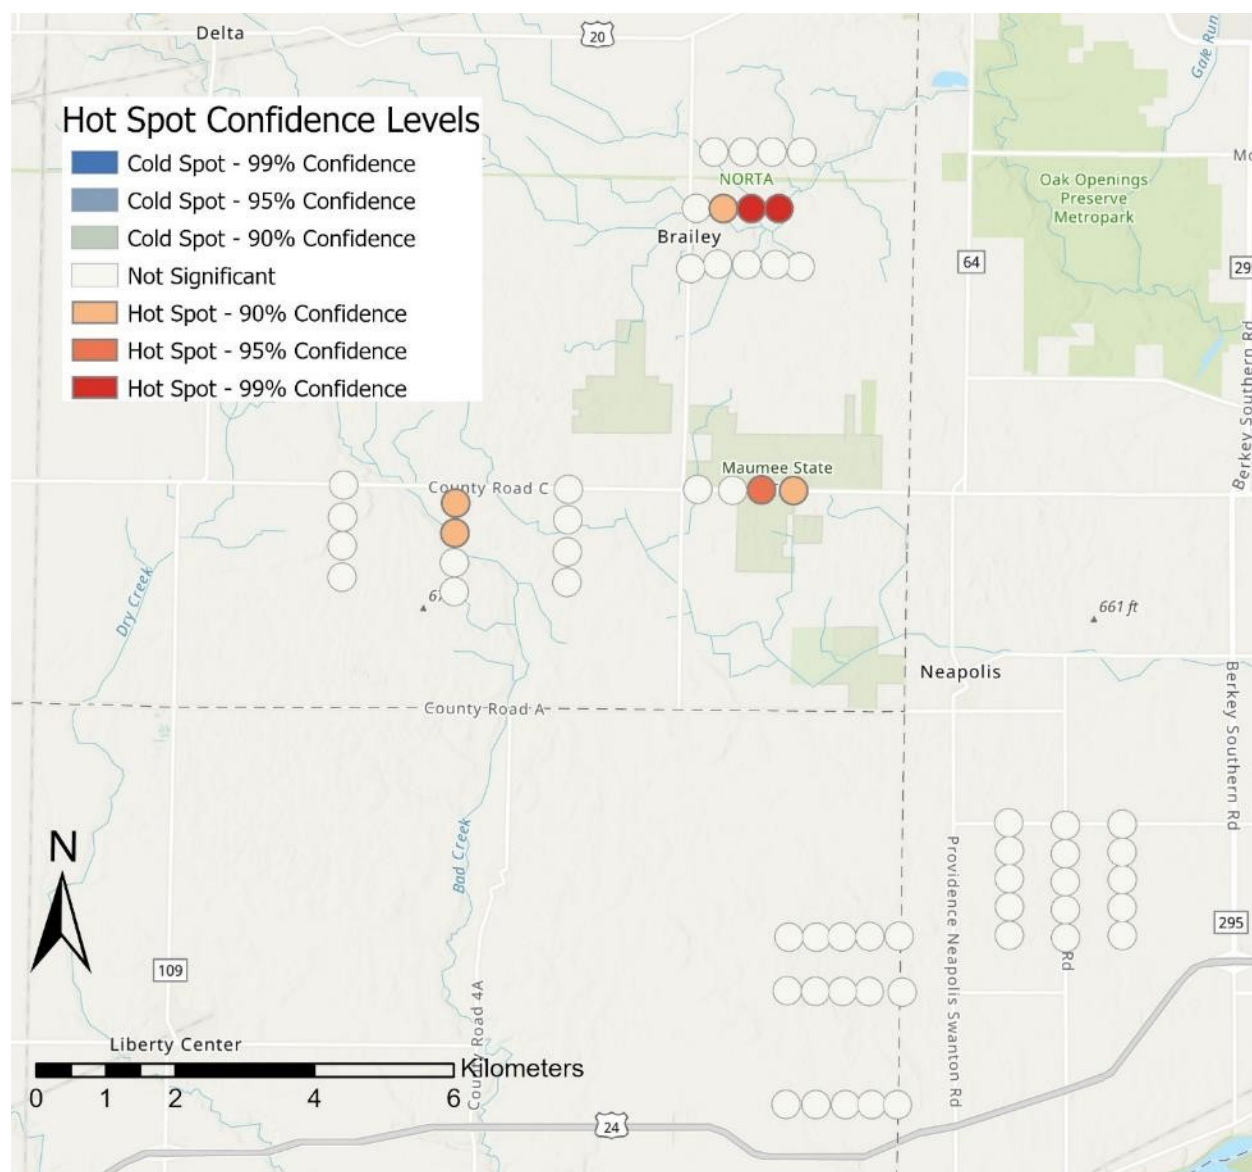 Delta
20
Gale Run
Hot Spot Confidence Levels
Cold Spot - 99% Confidence
Cold Spot - 95% Confidence
Cold Spot - 90% Confidence
Not Significant
Hot Spot - 90% Confidence
Hot Spot - 95% Confidence
Hot Spot - 99% Confidence
NORTA
Brailey
Oak Openings
Preserve
Metropark
Mo
64
29
Berkey Southern Rd
Maumee State
County Road C
Dry Creek
661 ft
Neapolis
Berkey Southern Rd
County Road A
Bad Creek
Providence Neapolis Swanton Rd
Rd
295
N
109
County Road 4A
Liberty Center
Kilometers
0 1 2 4 6
24